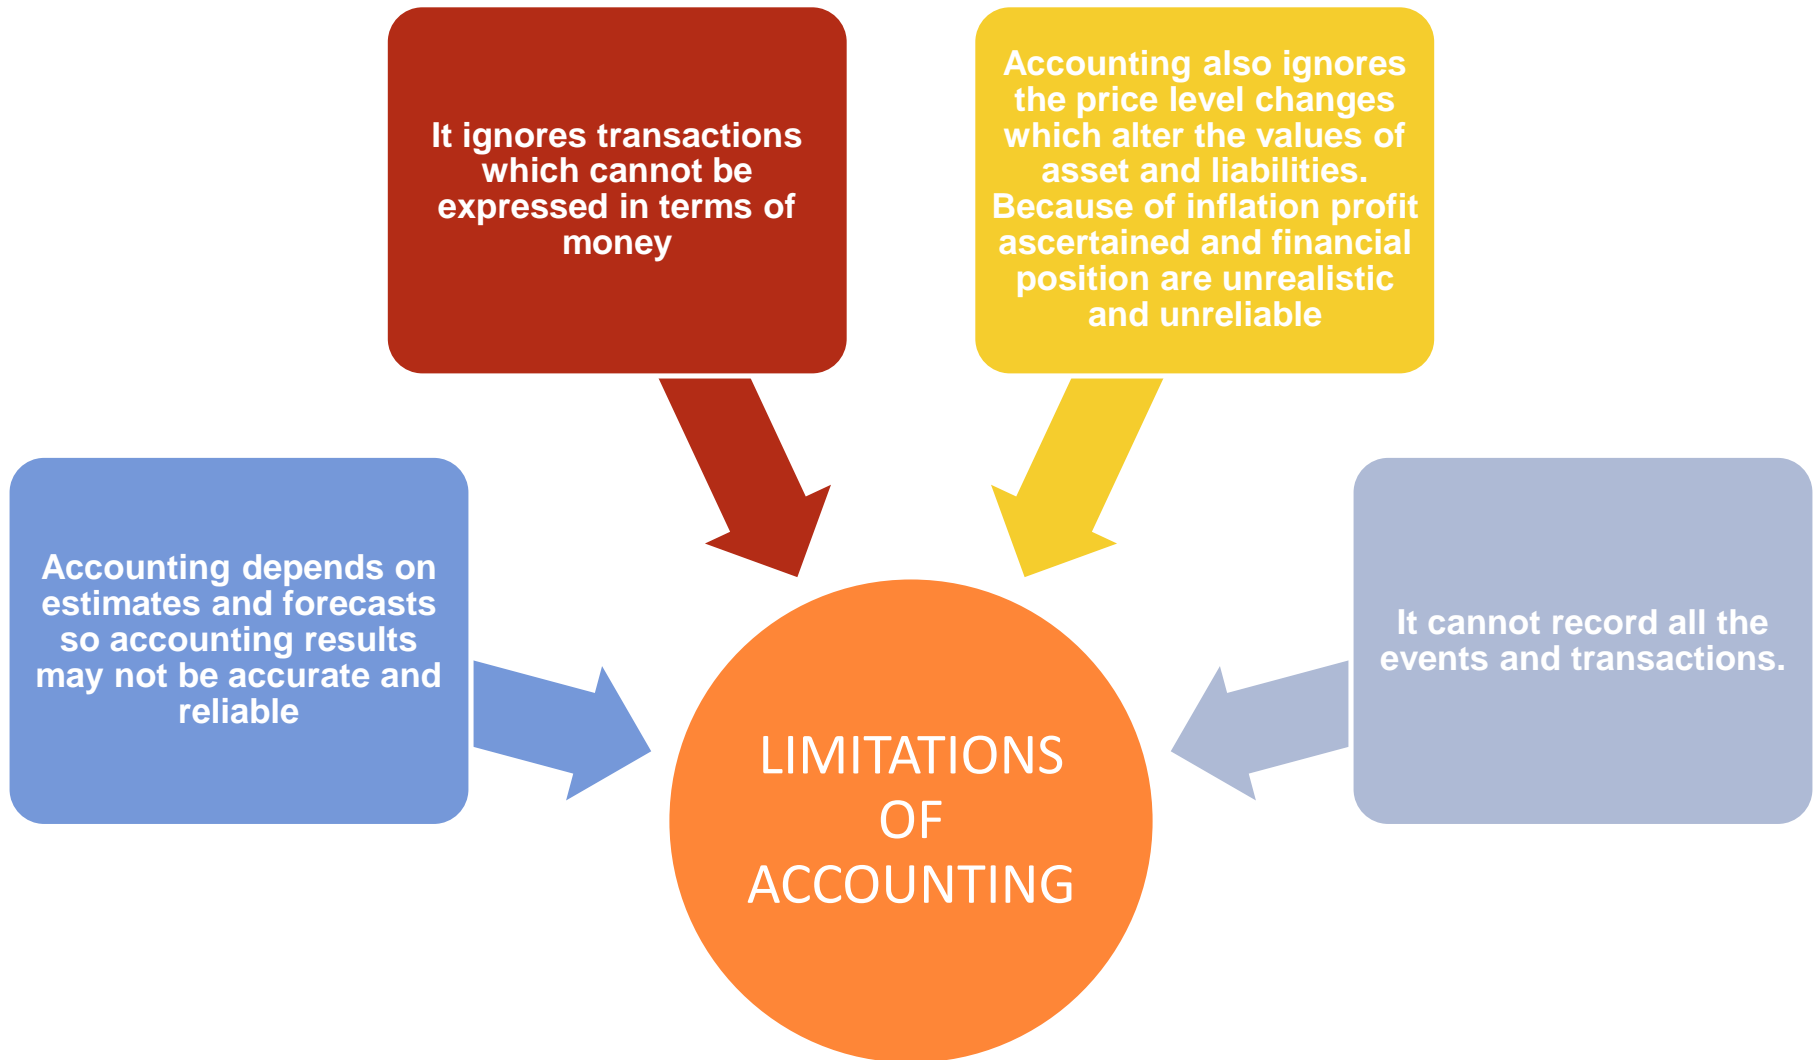 It ignores transactions
which cannot be
expressed in terms of
money
Accounting also ignores
the price level changes
which alter the values of
asset and liabilities.
Because of inflation profit
ascertained and financial
position are unrealistic
and unreliable
Accounting depends on
estimates and forecasts
so accounting results
may not be accurate and
reliable
It cannot record all the
events and transactions.
LIMITATIONS
OF
ACCOUNTING